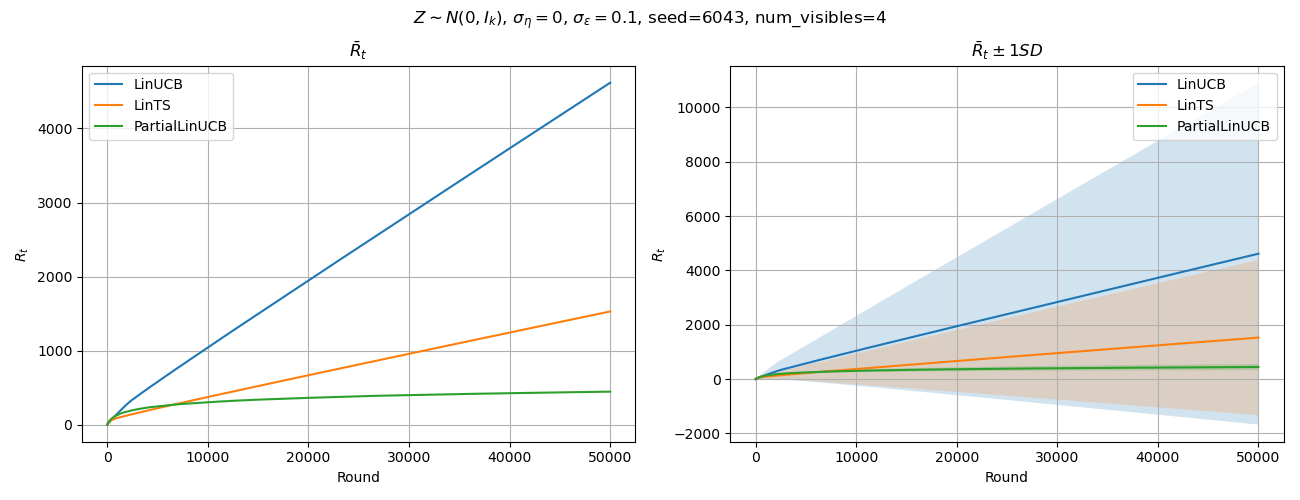 Z ∼ N(0, I_k), σ_η = 0, σ_ε = 0.1, seed=6043, num_visibles=4
R̄_t
R_t
4000
3000
2000
1000
0
LinUCB
LinTS
PartialLinUCB
0 10000 20000 30000 40000 50000
Round
R̄_t ± 1SD
R_t
10000
8000
6000
4000
2000
0
−2000
LinUCB
LinTS
PartialLinUCB
0 10000 20000 30000 40000 50000
Round